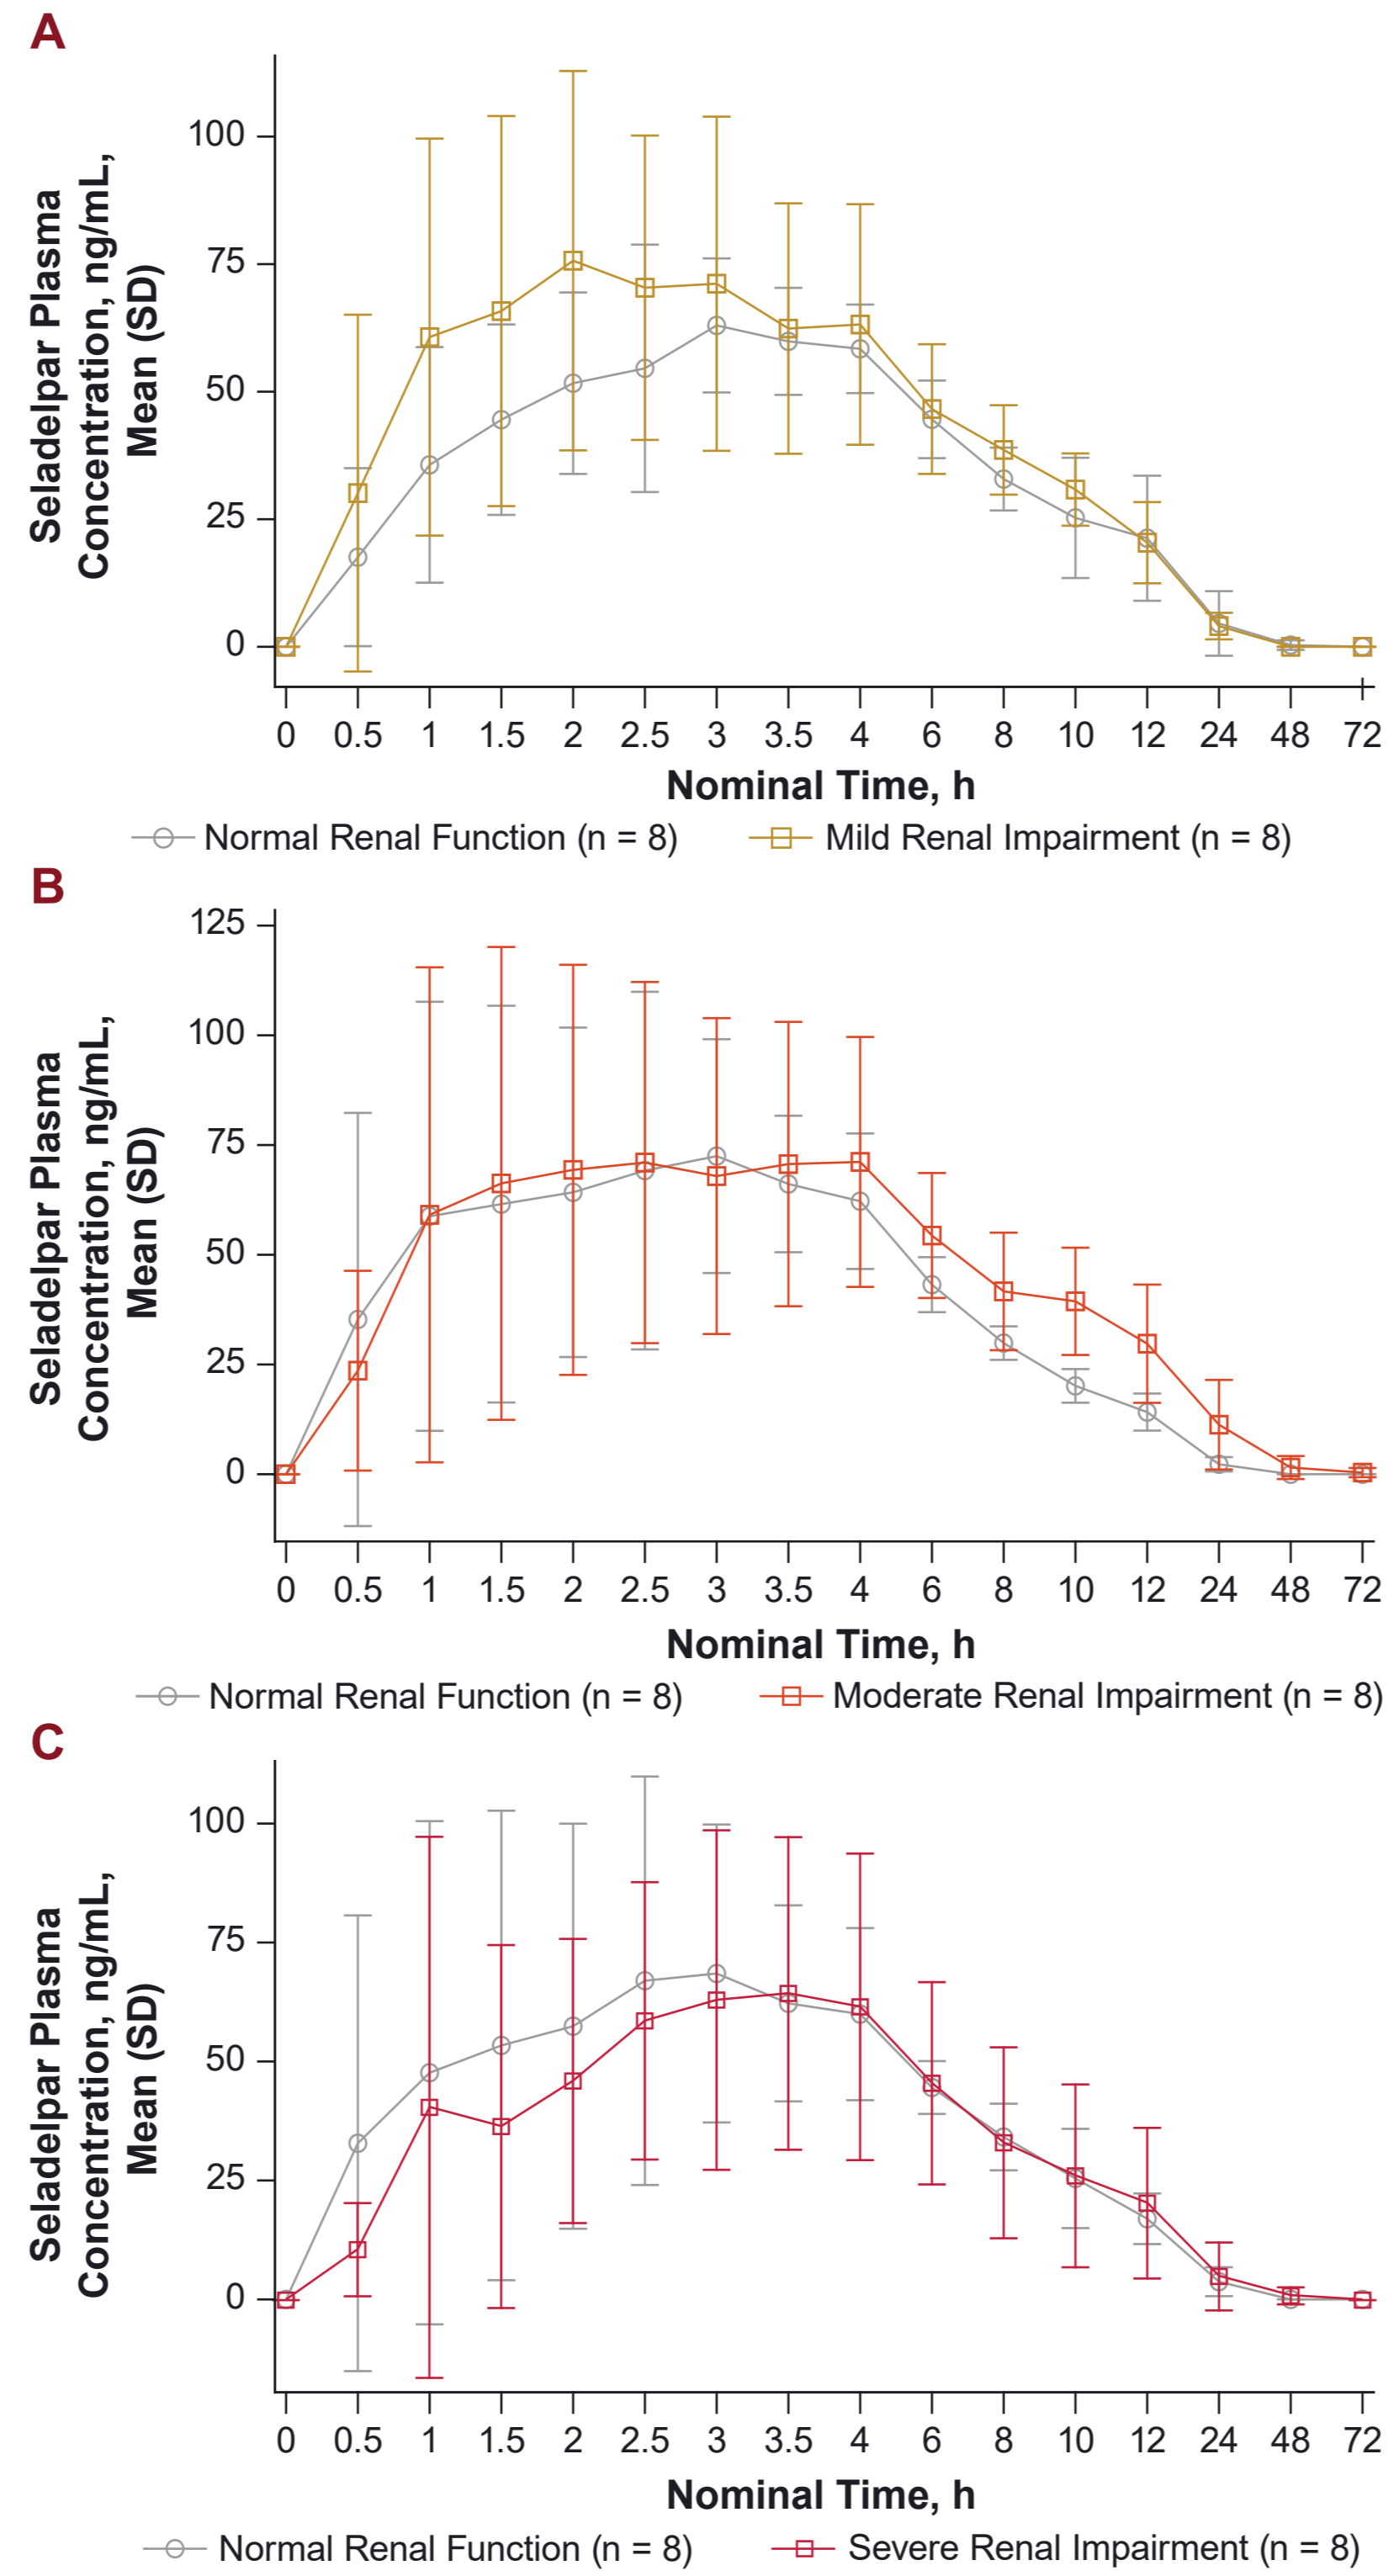 A
Seladelpar Plasma
Concentration, ng/mL,
Mean (SD)
100
75
50
25
0
0 0.5 1 1.5 2 2.5 3 3.5 4 6 8 10 12 24 48 72
Nominal Time, h
Normal Renal Function (n = 8) Mild Renal Impairment (n = 8)
B
Seladelpar Plasma
Concentration, ng/mL,
Mean (SD)
125
100
75
50
25
0
0 0.5 1 1.5 2 2.5 3 3.5 4 6 8 10 12 24 48 72
Nominal Time, h
Normal Renal Function (n = 8) Moderate Renal Impairment (n = 8)
C
Seladelpar Plasma
Concentration, ng/mL,
Mean (SD)
100
75
50
25
0
0 0.5 1 1.5 2 2.5 3 3.5 4 6 8 10 12 24 48 72
Nominal Time, h
Normal Renal Function (n = 8) Severe Renal Impairment (n = 8)